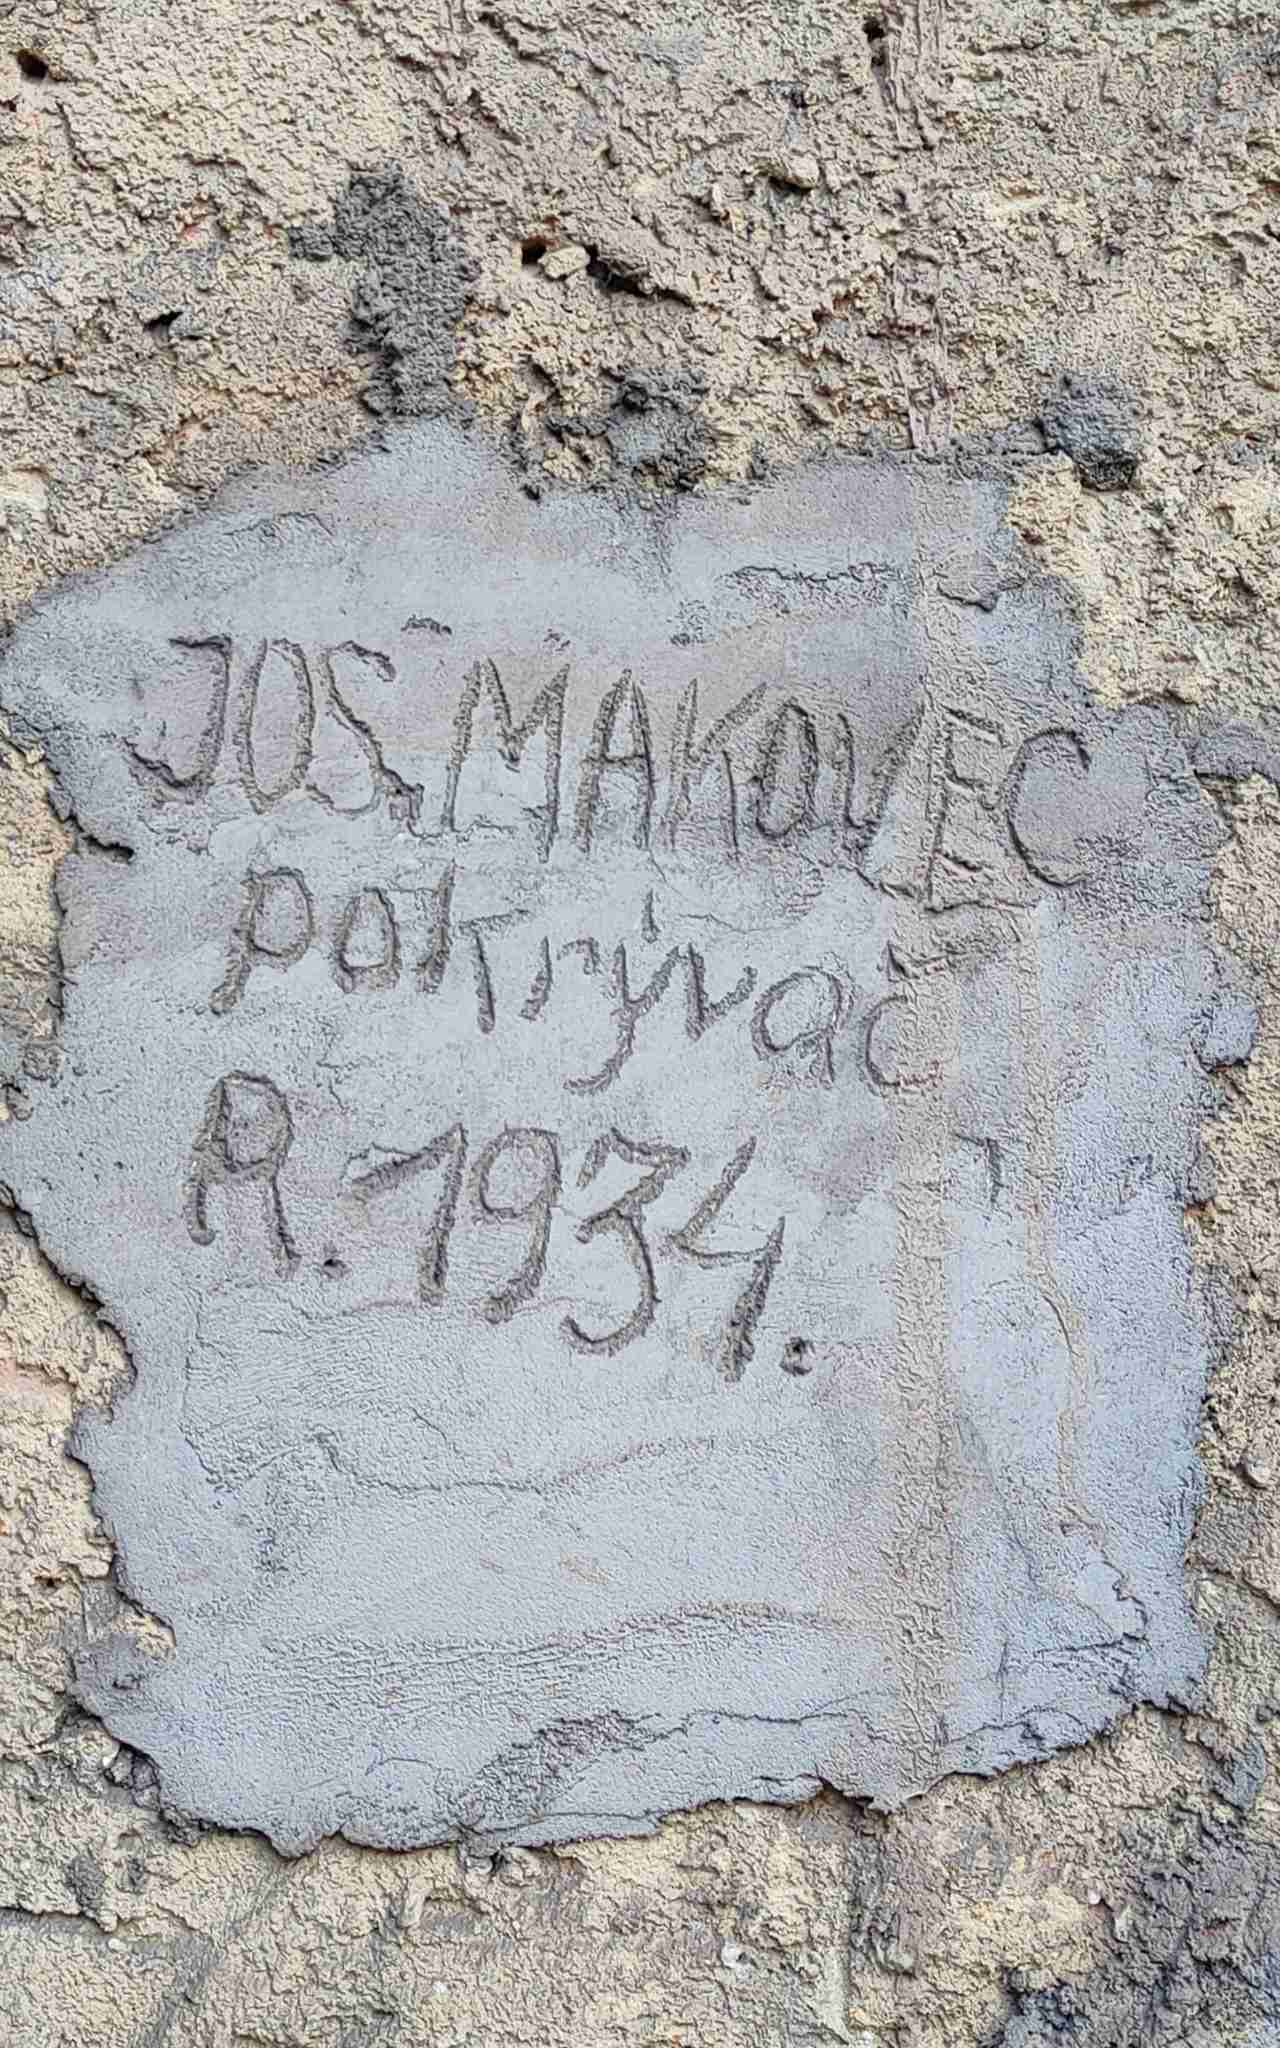 JOS. MAKOVEC
pokrývač
R. 1934.